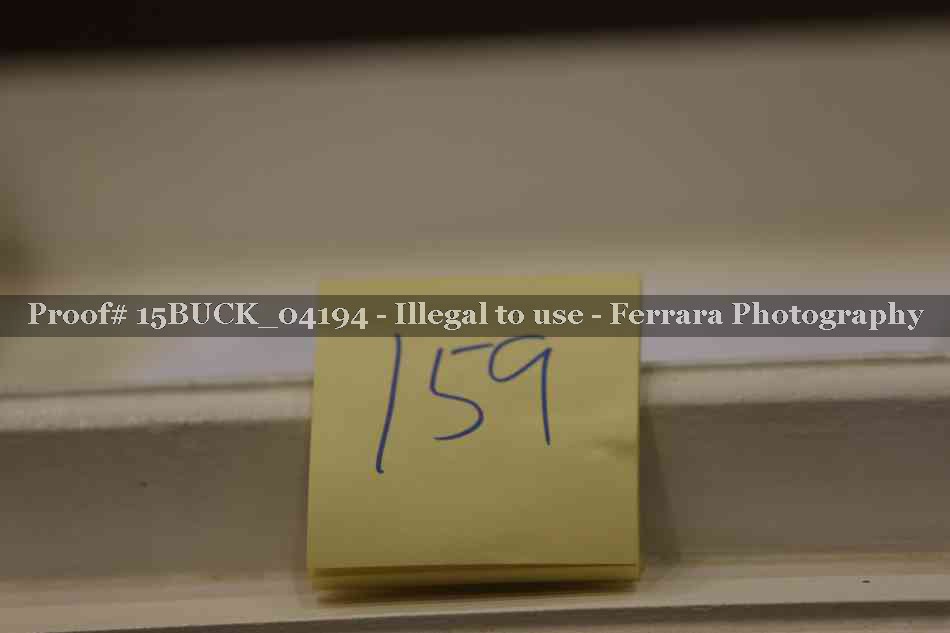 Proof# 15BUCK_04194 - Illegal to use - Ferrara Photography
159